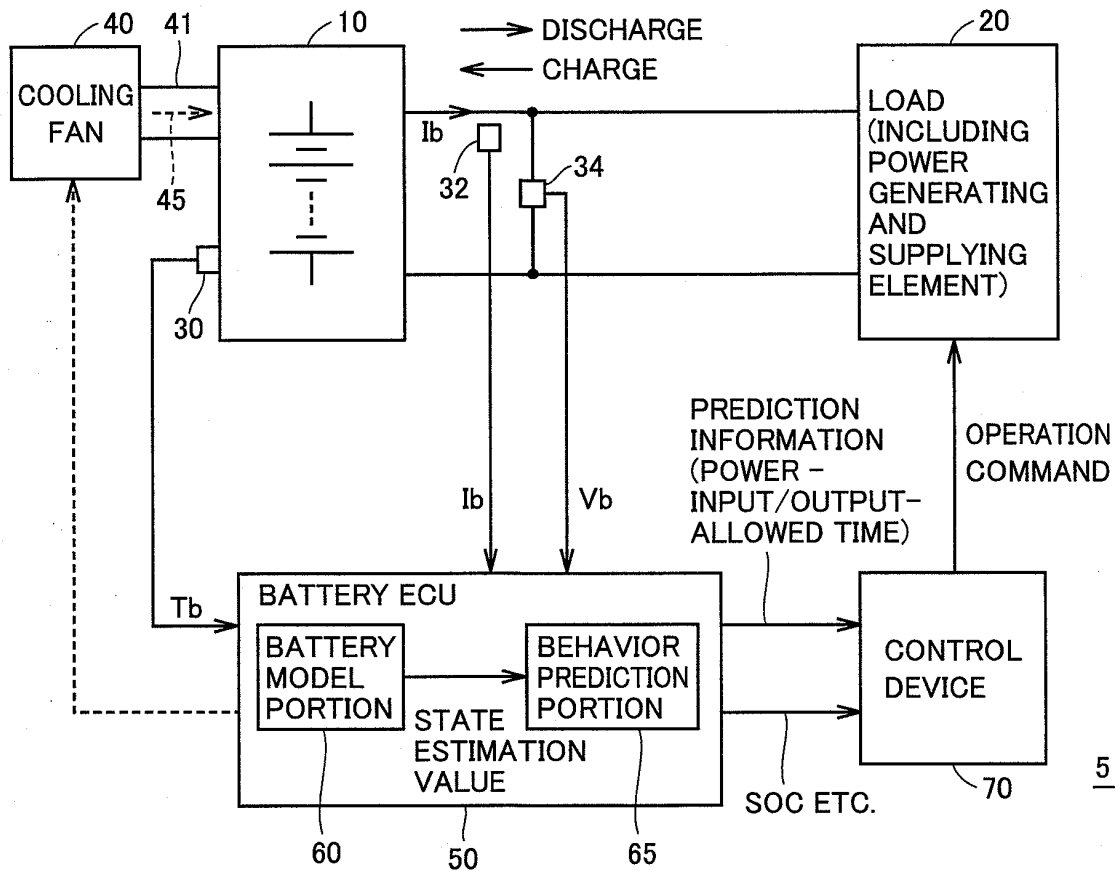 40
41
10
DISCHARGE
CHARGE
20
COOLING
FAN
45
Ib
32
34
LOAD
(INCLUDING
POWER
GENERATING
AND
SUPPLYING
ELEMENT)
30
PREDICTION
INFORMATION
(POWER –
INPUT/OUTPUT–
ALLOWED TIME)
OPERATION
COMMAND
Ib
Vb
Tb
BATTERY ECU
BATTERY
MODEL
PORTION
BEHAVIOR
PREDICTION
PORTION
STATE
ESTIMATION
VALUE
CONTROL
DEVICE
SOC ETC.
60
50
65
70
5